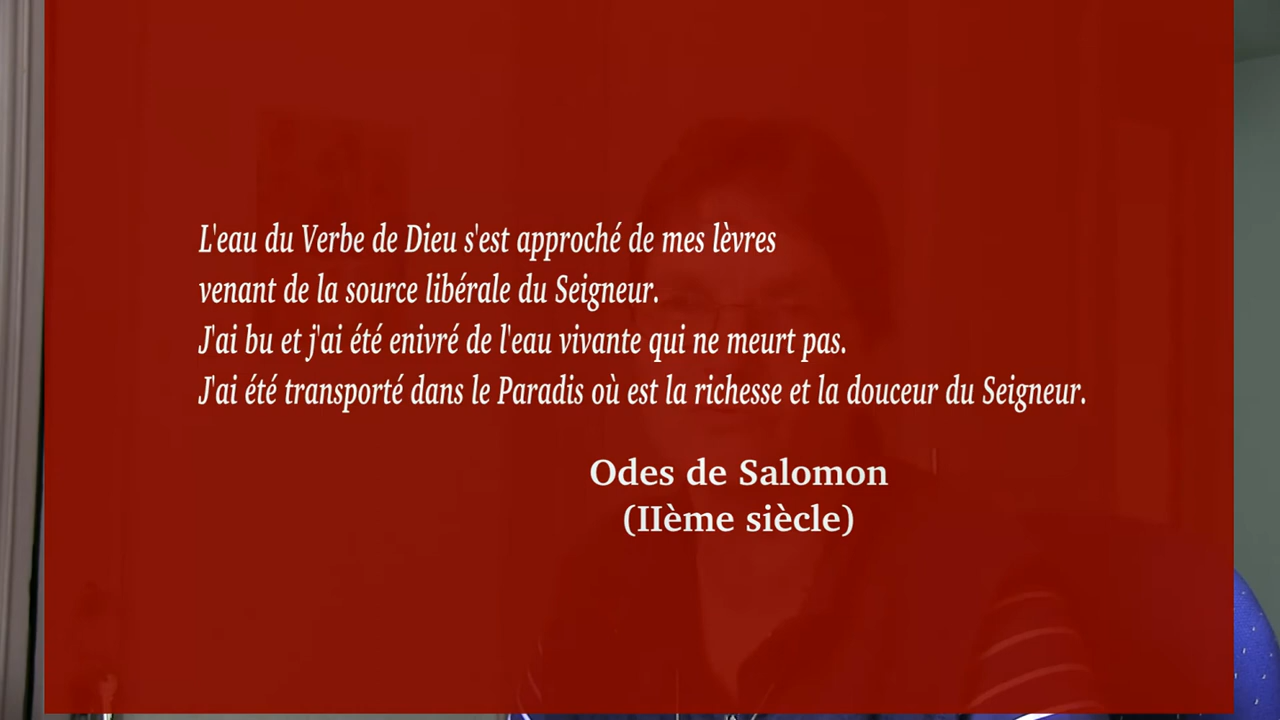 L'eau du Verbe de Dieu s'est approché de mes lèvres
venant de la source libérale du Seigneur.
J'ai bu et j'ai été enivré de l'eau vivante qui ne meurt pas.
J'ai été transporté dans le Paradis où est la richesse et la douceur du Seigneur.
Odes de Salomon
(IIème siècle)